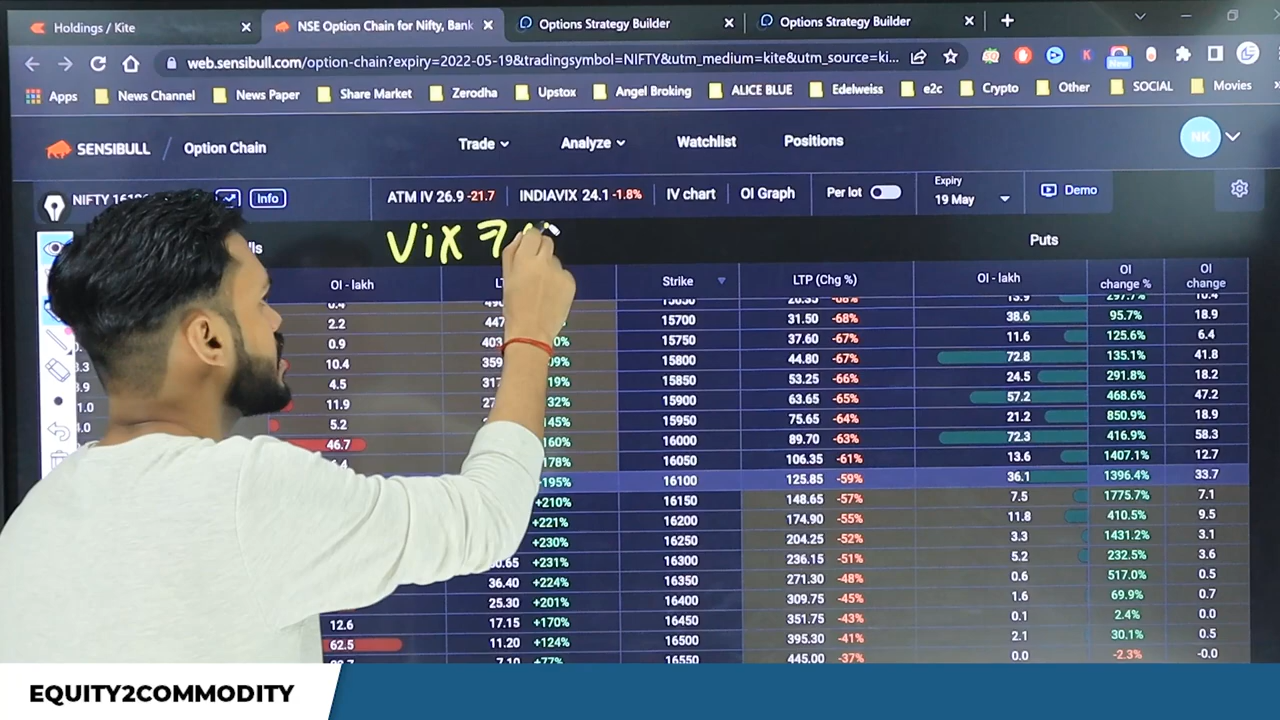 Holdings / Kite
NSE Option Chain for Nifty, Bank
Options Strategy Builder
Options Strategy Builder
web.sensibull.com/option-chain?expiry=2022-05-19&tradingsymbol=NIFTY&utm_medium=kite&utm_source=ki...
New
Apps News Channel News Paper Share Market Zerodha Upstox Angel Broking ALICE BLUE Edelweiss e2c Crypto Other SOCIAL Movies
SENSIBULL / Option Chain Trade Analyze Watchlist Positions NK
NIFTY Info ATM IV 26.9 -21.7 INDIAVIX 24.1 -1.8% IV chart OI Graph Per lot Expiry 19 May Demo
Vix Puts
OI - lakh Strike LTP (Chg %) OI - lakh OI change % OI change
2.2 447 15700 31.50 -68% 38.6 95.7% 18.9
0.9 403 15750 37.60 -67% 11.6 125.6% 6.4
10.4 359 15800 44.80 -67% 72.8 135.1% 41.8
4.5 317 15850 53.25 -66% 24.5 291.8% 18.2
11.9 15900 63.65 -65% 57.2 468.6% 47.2
5.2 15950 75.65 -64% 21.2 850.9% 18.9
46.7 160% 16000 89.70 -63% 72.3 416.9% 58.3
178% 16050 106.35 -61% 13.6 1407.1% 12.7
+195% 16100 125.85 -59% 36.1 1396.4% 33.7
+210% 16150 148.65 -57% 7.5 1775.7% 7.1
+221% 16200 174.90 -55% 11.8 410.5% 9.5
+230% 16250 204.25 -52% 3.3 1431.2% 3.1
+231% 16300 236.15 -51% 5.2 232.5% 3.6
36.40 +224% 16350 271.30 -48% 0.6 517.0% 0.5
25.30 +201% 16400 309.75 -45% 1.6 69.9% 0.7
12.6 17.15 +170% 16450 351.75 -43% 0.1 2.4% 0.0
62.5 11.20 +124% 16500 395.30 -41% 2.1 30.1% 0.5
7.10 +77% 16550 445.00 -37% 0.0 -2.3% -0.0
EQUITY2COMMODITY